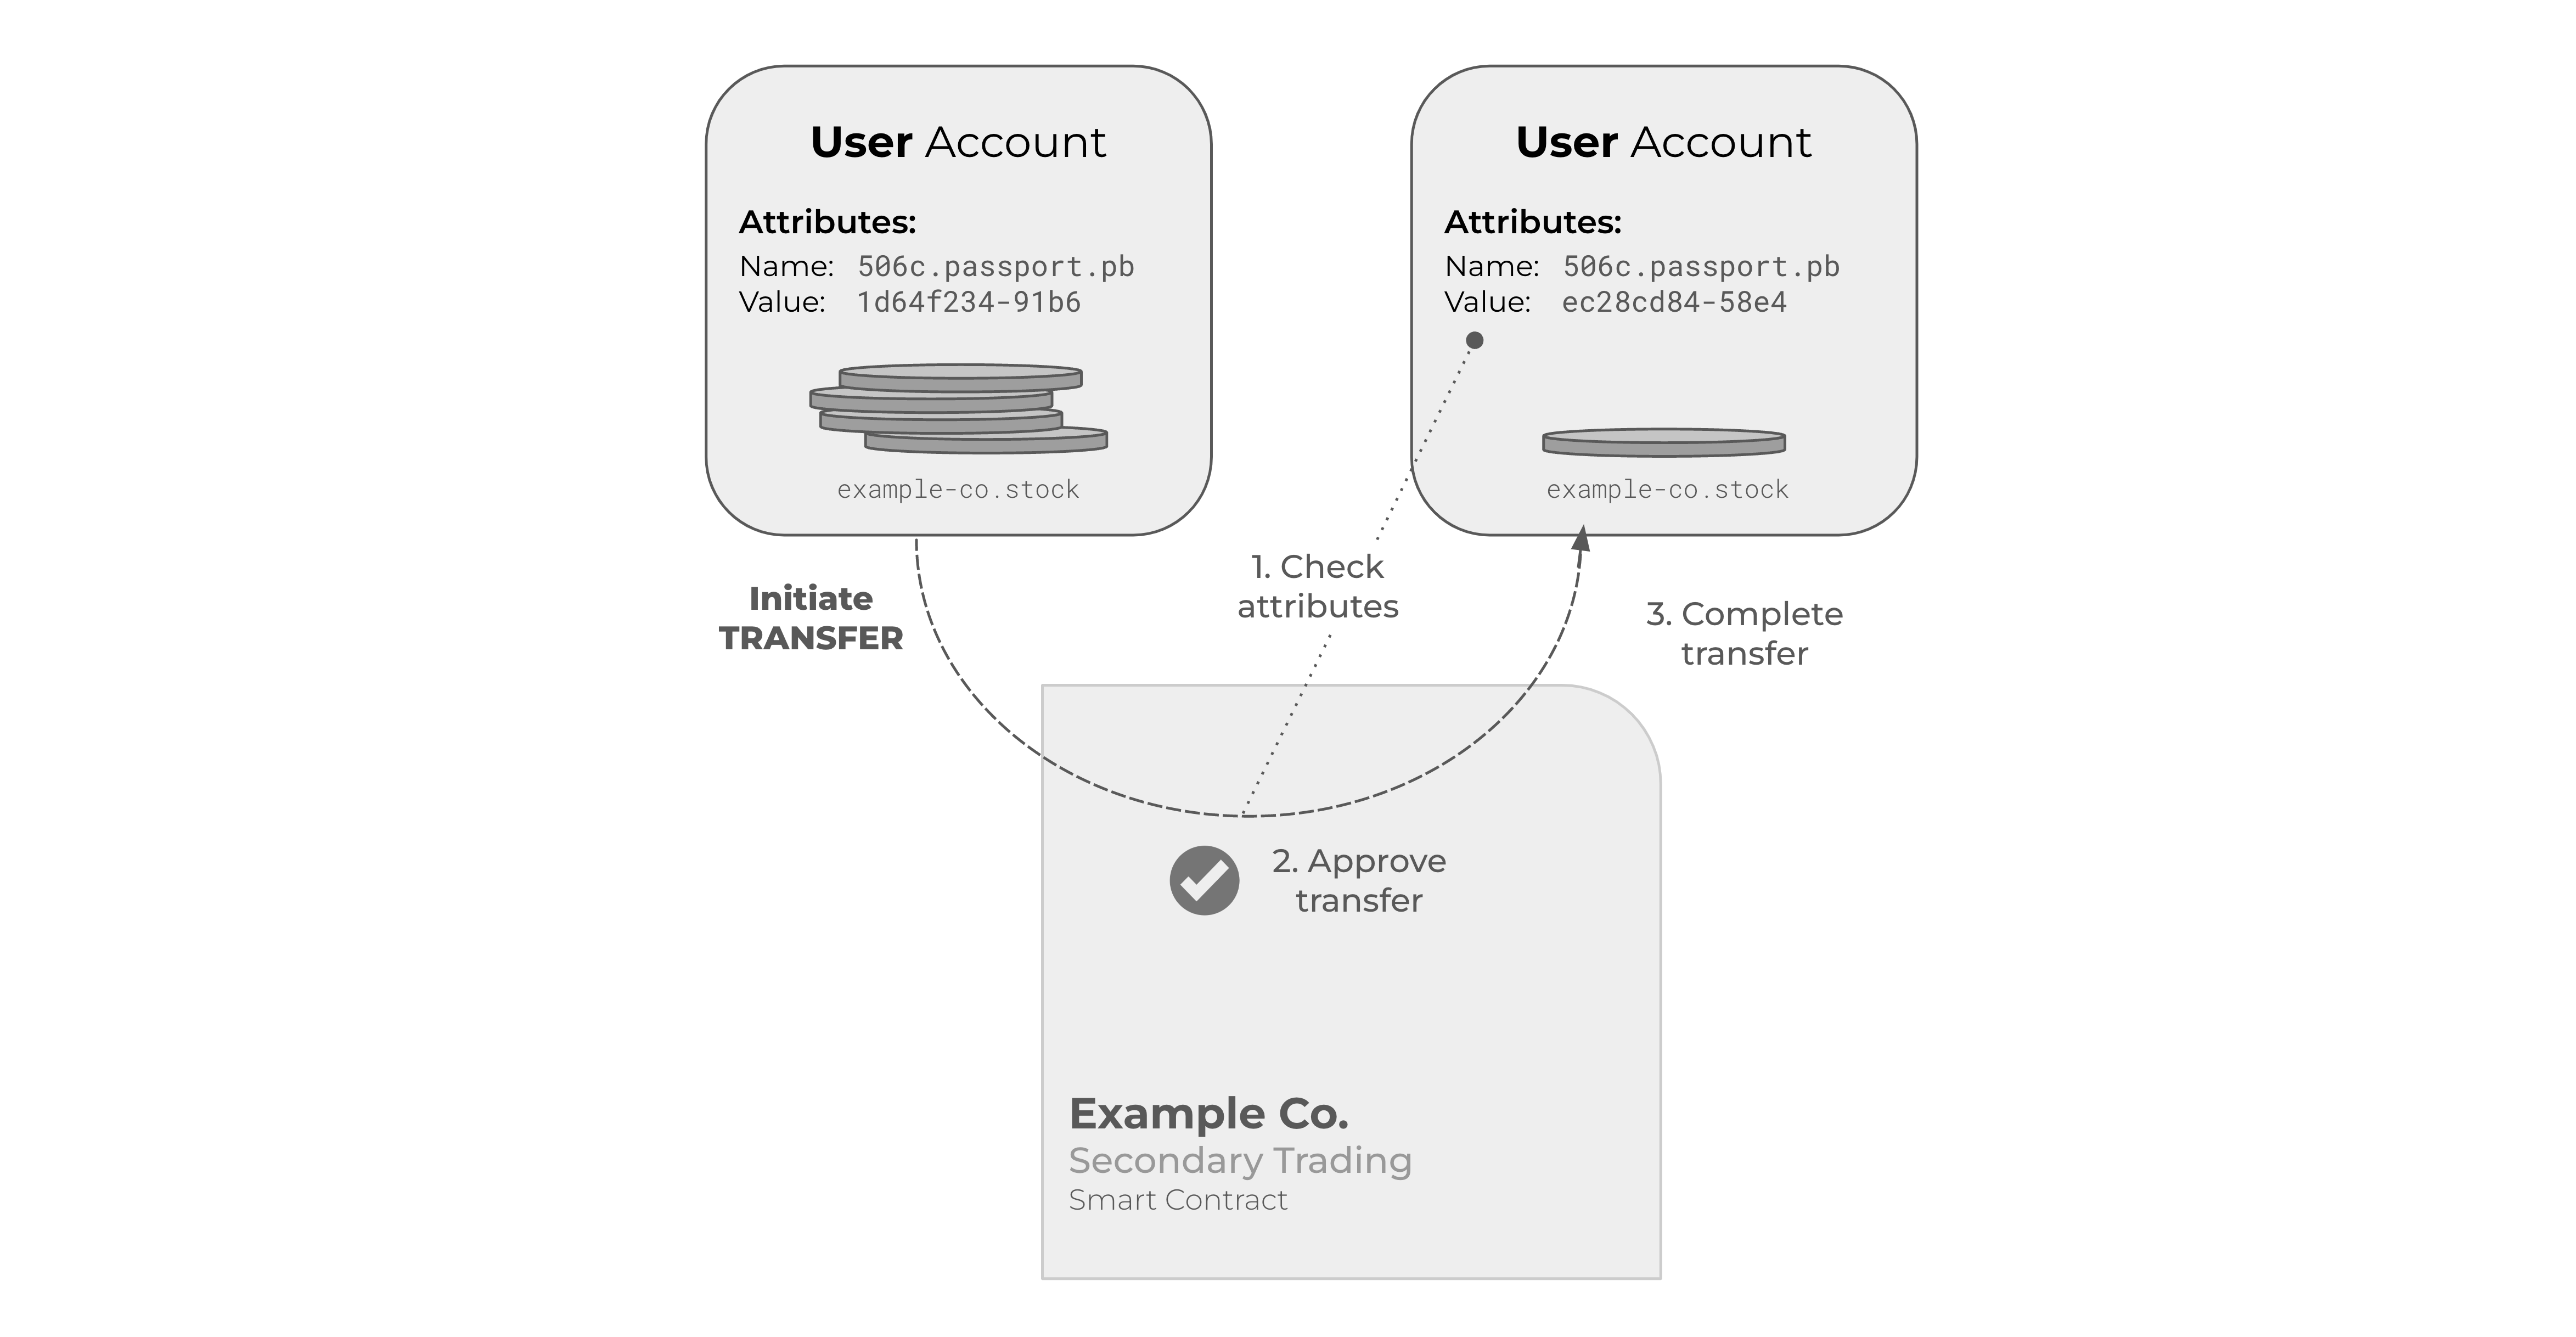 User Account
Attributes:
Name: 506c.passport.pb
Value: 1d64f234-91b6
example-co.stock
User Account
Attributes:
Name: 506c.passport.pb
Value: ec28cd84-58e4
example-co.stock
Initiate
TRANSFER
1. Check
attributes
3. Complete
transfer
2. Approve
transfer
Example Co.
Secondary Trading
Smart Contract